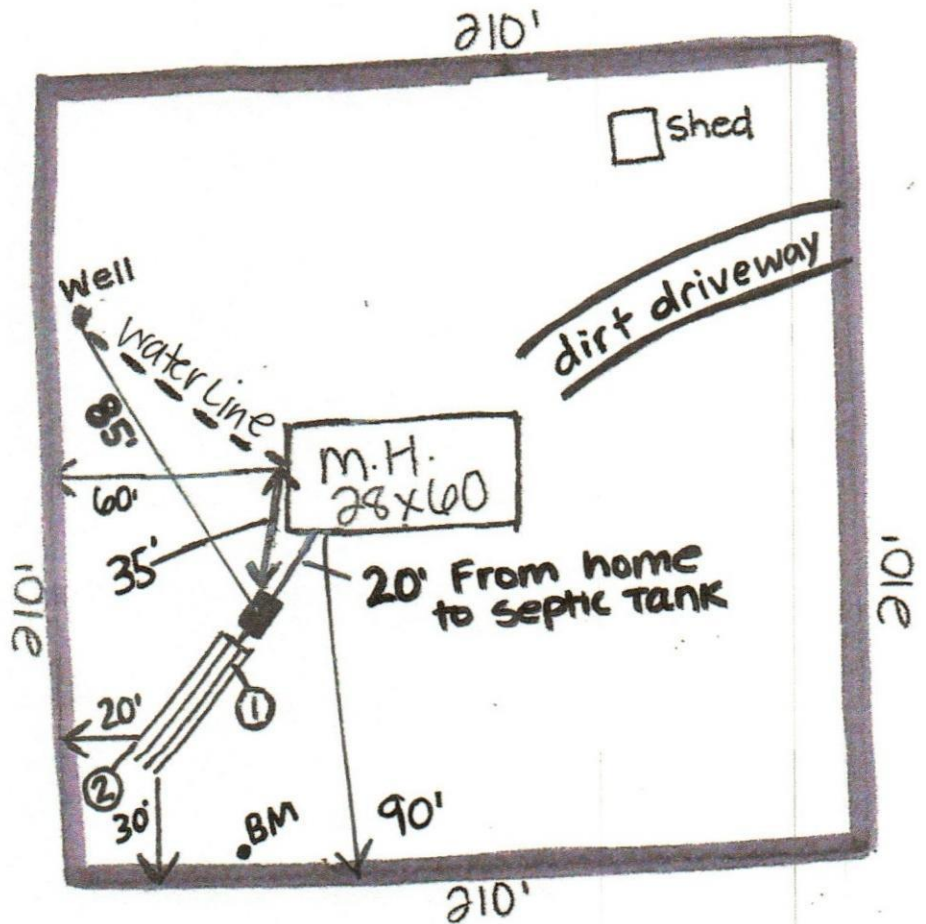 210'
shed
dirt driveway
well
water Line
85'
M.H.
28x60
60'
35'
20' From home
to septic Tank
210'
210'
①
20'
②
30'
BM
90'
210'